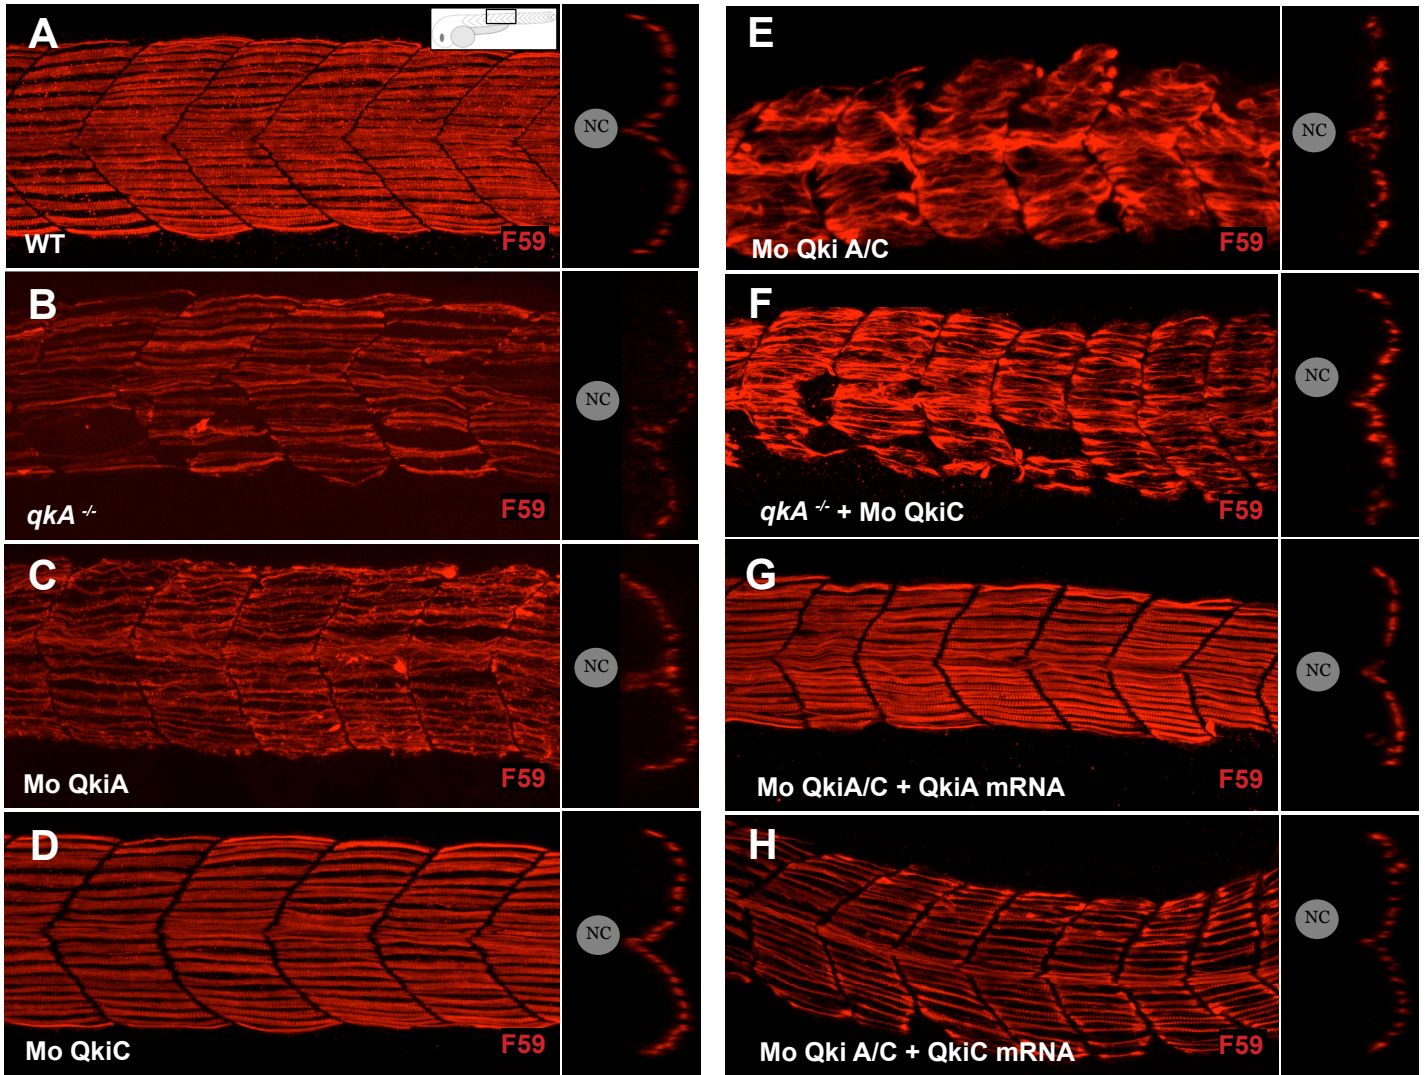 A
NC
WT
F59
B
NC
qkA -/-
F59
C
NC
Mo QkiA
F59
D
NC
Mo QkiC
F59
E
NC
Mo Qki A/C
F59
F
NC
qkA -/- + Mo QkiC
F59
G
NC
Mo QkiA/C + QkiA mRNA
F59
H
NC
Mo Qki A/C + QkiC mRNA
F59